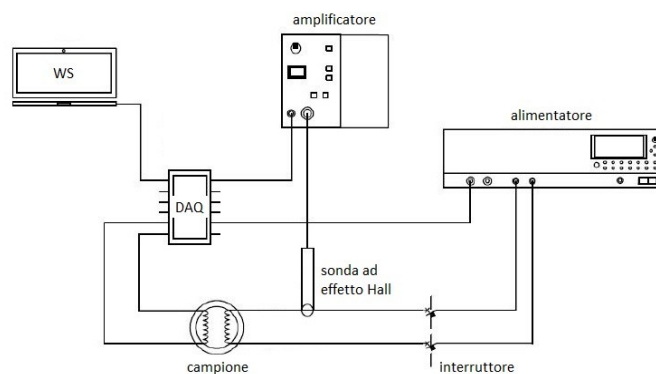 amplificatore
WS
alimentatore
DAQ
sonda ad
effetto Hall
campione
interruttore